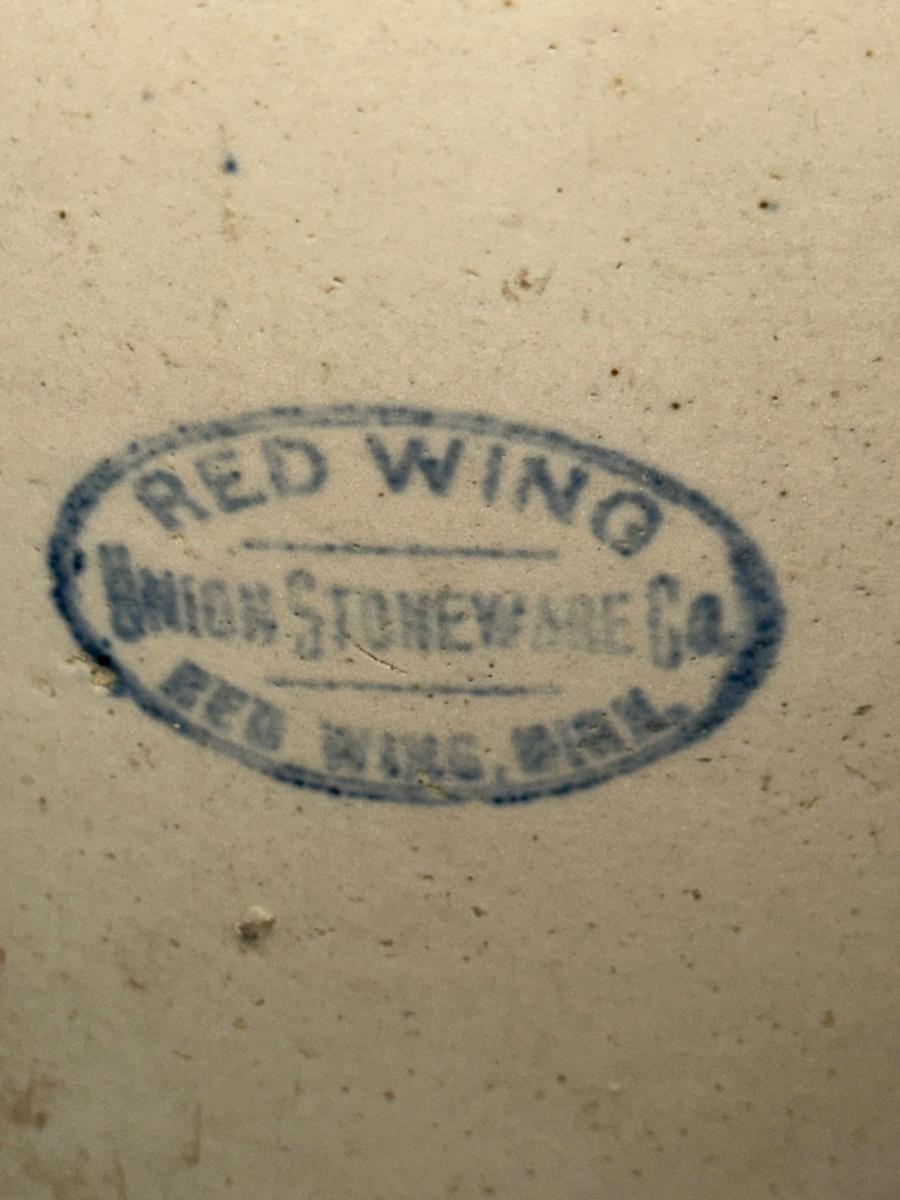 RED WING
UNION STONEWARE CO.
RED WING, MINN.